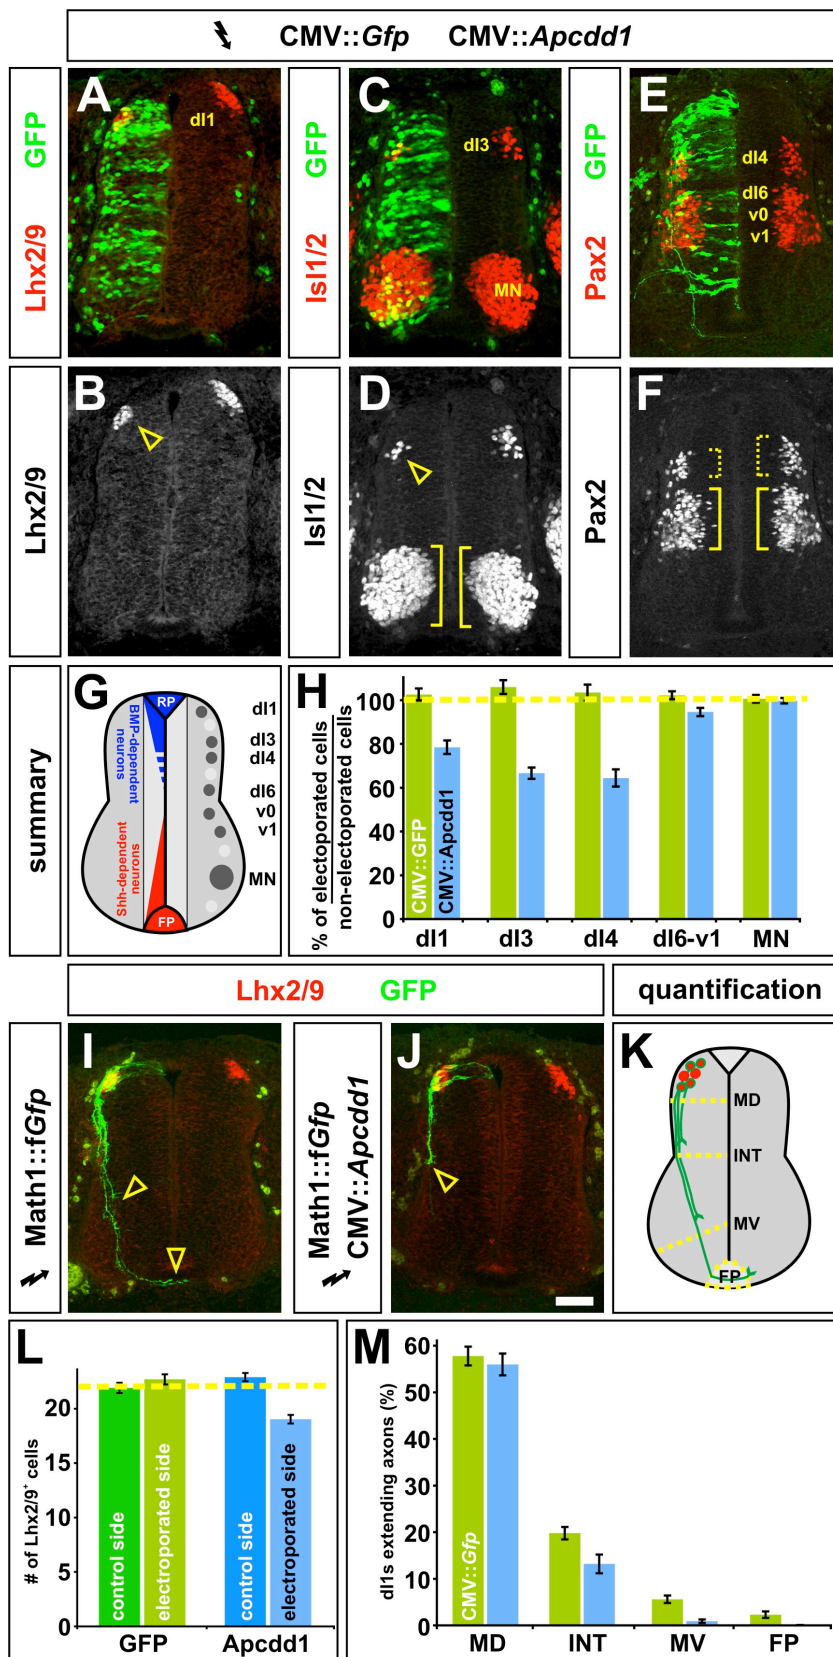 CMV::Gfp CMV::Apcdd1
Lhx2/9 GFP
A
dI1
Isl1/2 GFP
C
dI3
MN
Pax2 GFP
E
dI4
dI6
v0
v1
Lhx2/9
B
Isl1/2
D
Pax2
F
summary
G
RP
BMP-dependent
neurons
Shh-dependent
neurons
FP
dI1
dI3
dI4
dI6
v0
v1
MN
H
% of electoporated cells
non-electoporated cells
100
80
60
40
20
0
CMV::GFP
CMV::Apcdd1
dI1 dI3 dI4 dI6-v1 MN
Lhx2/9 GFP
quantification
Math1::fGfp
I
Math1::fGfp
CMV::Apcdd1
J
K
MD
INT
MV
FP
L
# of Lhx2/9+ cells
20
15
10
5
0
control side
electroporated side
control side
electroporated side
GFP Apcdd1
M
dI1s extending axons (%)
60
50
40
30
20
10
0
CMV::Gfp
MD INT MV FP